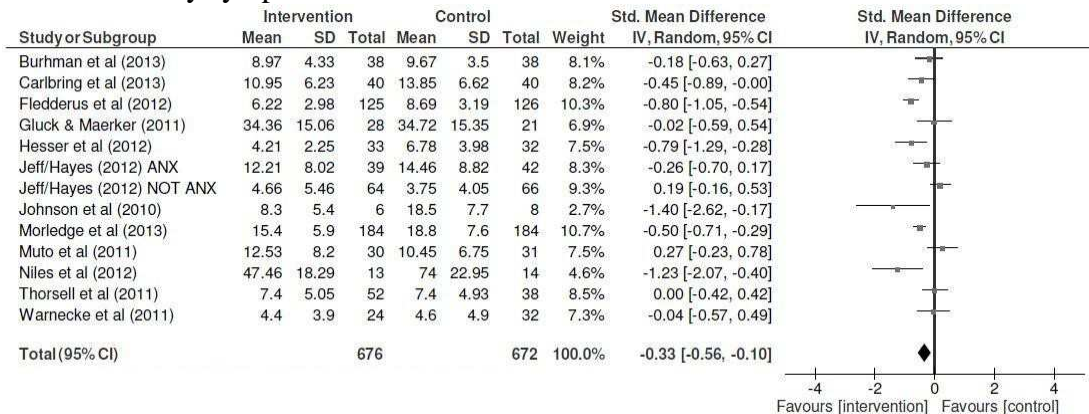 Intervention Control Std. Mean Difference Std. Mean Difference
Study or Subgroup Mean SD Total Mean SD Total Weight IV, Random, 95% CI IV, Random, 95% CI
Burhman et al (2013) 8.97 4.33 38 9.67 3.5 38 8.1% -0.18 [-0.63, 0.27]
Carlbring et al (2013) 10.95 6.23 40 13.85 6.62 40 8.2% -0.45 [-0.89, -0.00]
Fledderus et al (2012) 6.22 2.98 125 8.69 3.19 126 10.3% -0.80 [-1.05, -0.54]
Gluck & Maerker (2011) 34.36 15.06 28 34.72 15.35 21 6.9% -0.02 [-0.59, 0.54]
Hesser et al (2012) 4.21 2.25 33 6.78 3.98 32 7.5% -0.79 [-1.29, -0.28]
Jeff/Hayes (2012) ANX 12.21 8.02 39 14.46 8.82 42 8.3% -0.26 [-0.70, 0.17]
Jeff/Hayes (2012) NOT ANX 4.66 5.46 64 3.75 4.05 66 9.3% 0.19 [-0.16, 0.53]
Johnson et al (2010) 8.3 5.4 6 18.5 7.7 8 2.7% -1.40 [-2.62, -0.17]
Morledge et al (2013) 15.4 5.9 184 18.8 7.6 184 10.7% -0.50 [-0.71, -0.29]
Muto et al (2011) 12.53 8.2 30 10.45 6.75 31 7.5% 0.27 [-0.23, 0.78]
Niles et al (2012) 47.46 18.29 13 74 22.95 14 4.6% -1.23 [-2.07, -0.40]
Thorsell et al (2011) 7.4 5.05 52 7.4 4.93 38 8.5% 0.00 [-0.42, 0.42]
Warnecke et al (2011) 4.4 3.9 24 4.6 4.9 32 7.3% -0.04 [-0.57, 0.49]
Total (95% CI) 676 672 100.0% -0.33 [-0.56, -0.10]
-4 -2 0 2 4
Favours [intervention] Favours [control]